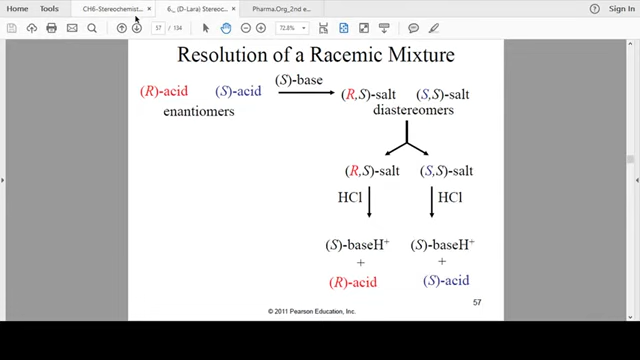 Home Tools CH6-Stereochemist... × 6._ (D-Lara) Stereoc... × Pharma.Org_2nd e... Sign In
57 / 134 72.8%
Resolution of a Racemic Mixture
(S)-base
(R)-acid (S)-acid (R,S)-salt (S,S)-salt
enantiomers diastereomers
(R,S)-salt (S,S)-salt
HCl HCl
(S)-baseH+ (S)-baseH+
+ +
(R)-acid (S)-acid
57
© 2011 Pearson Education, Inc.